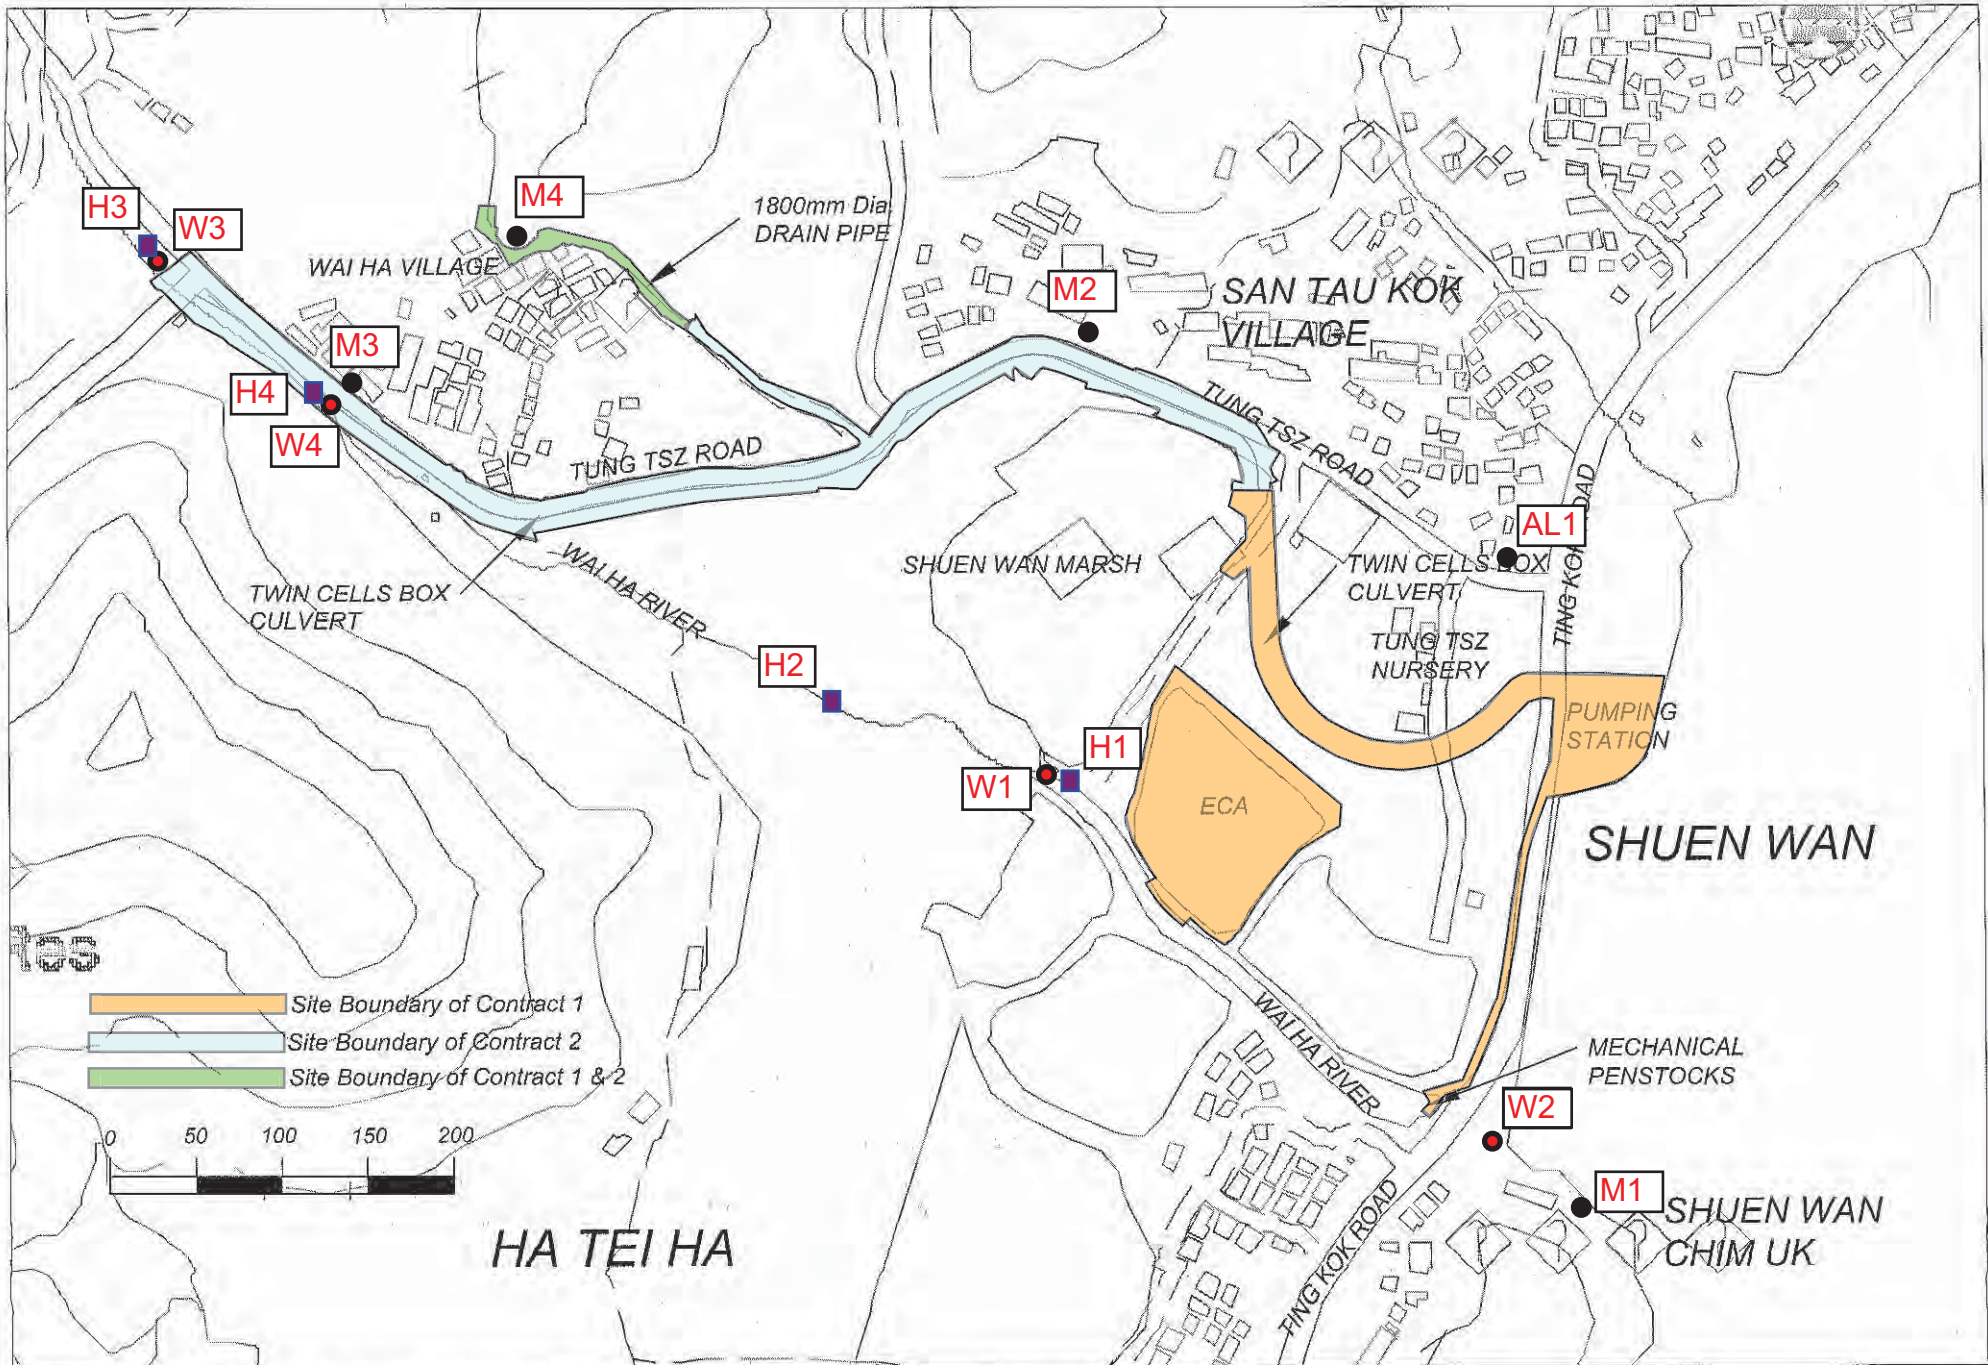 M4
1800mm Dia.
DRAIN PIPE
H3
W3
WAI HA VILLAGE
M2
SAN TAU KOK
VILLAGE
M3
H4
W4
TUNG TSZ ROAD
TUNG TSZ ROAD
TING KOK ROAD
AL1
SHUEN WAN MARSH
TWIN CELLS BOX
CULVERT
WAI HA RIVER
TWIN CELLS BOX
CULVERT
TUNG TSZ
NURSERY
H2
PUMPING
STATION
H1
W1
ECA
SHUEN WAN
Site Boundary of Contract 1
Site Boundary of Contract 2
Site Boundary of Contract 1 & 2
WAI HA RIVER
MECHANICAL
PENSTOCKS
W2
0 50 100 150 200
M1
SHUEN WAN
CHIM UK
HA TEI HA
TING KOK ROAD